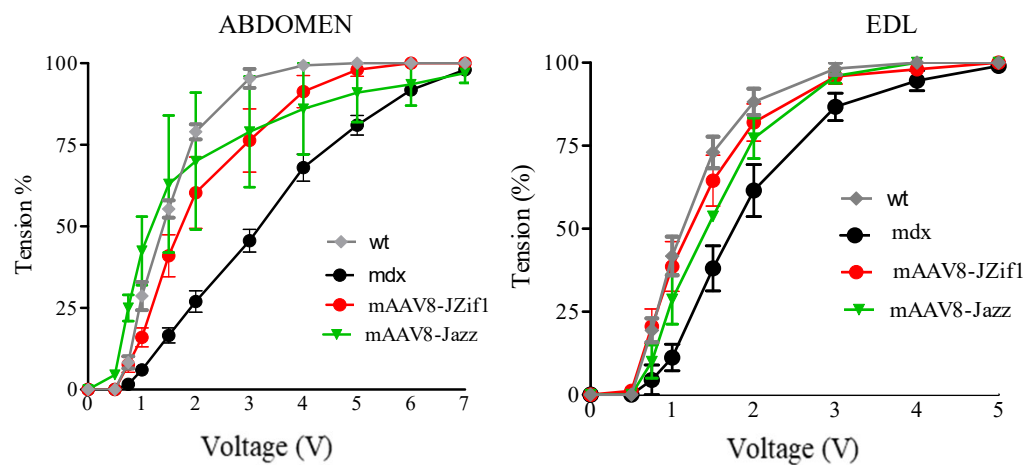 ABDOMEN
Tension %
100
75
50
25
0
0 1 2 3 4 5 6 7
Voltage (V)
wt
mdx
mAAV8-JZif1
mAAV8-Jazz
EDL
Tension (%)
100
75
50
25
0
0 1 2 3 4 5
Voltage (V)
wt
mdx
mAAV8-JZif1
mAAV8-Jazz